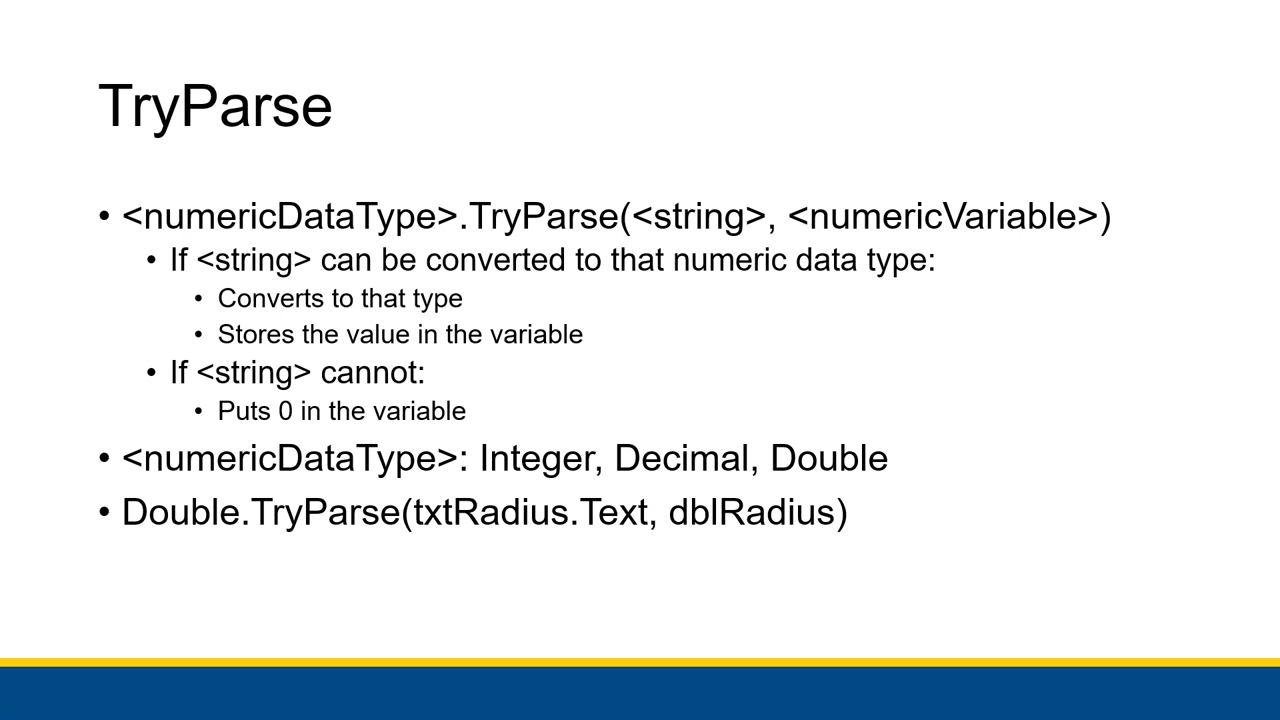 TryParse
• <numericDataType>.TryParse(<string>, <numericVariable>)
• If <string> can be converted to that numeric data type:
• Converts to that type
• Stores the value in the variable
• If <string> cannot:
• Puts 0 in the variable
• <numericDataType>: Integer, Decimal, Double
• Double.TryParse(txtRadius.Text, dblRadius)